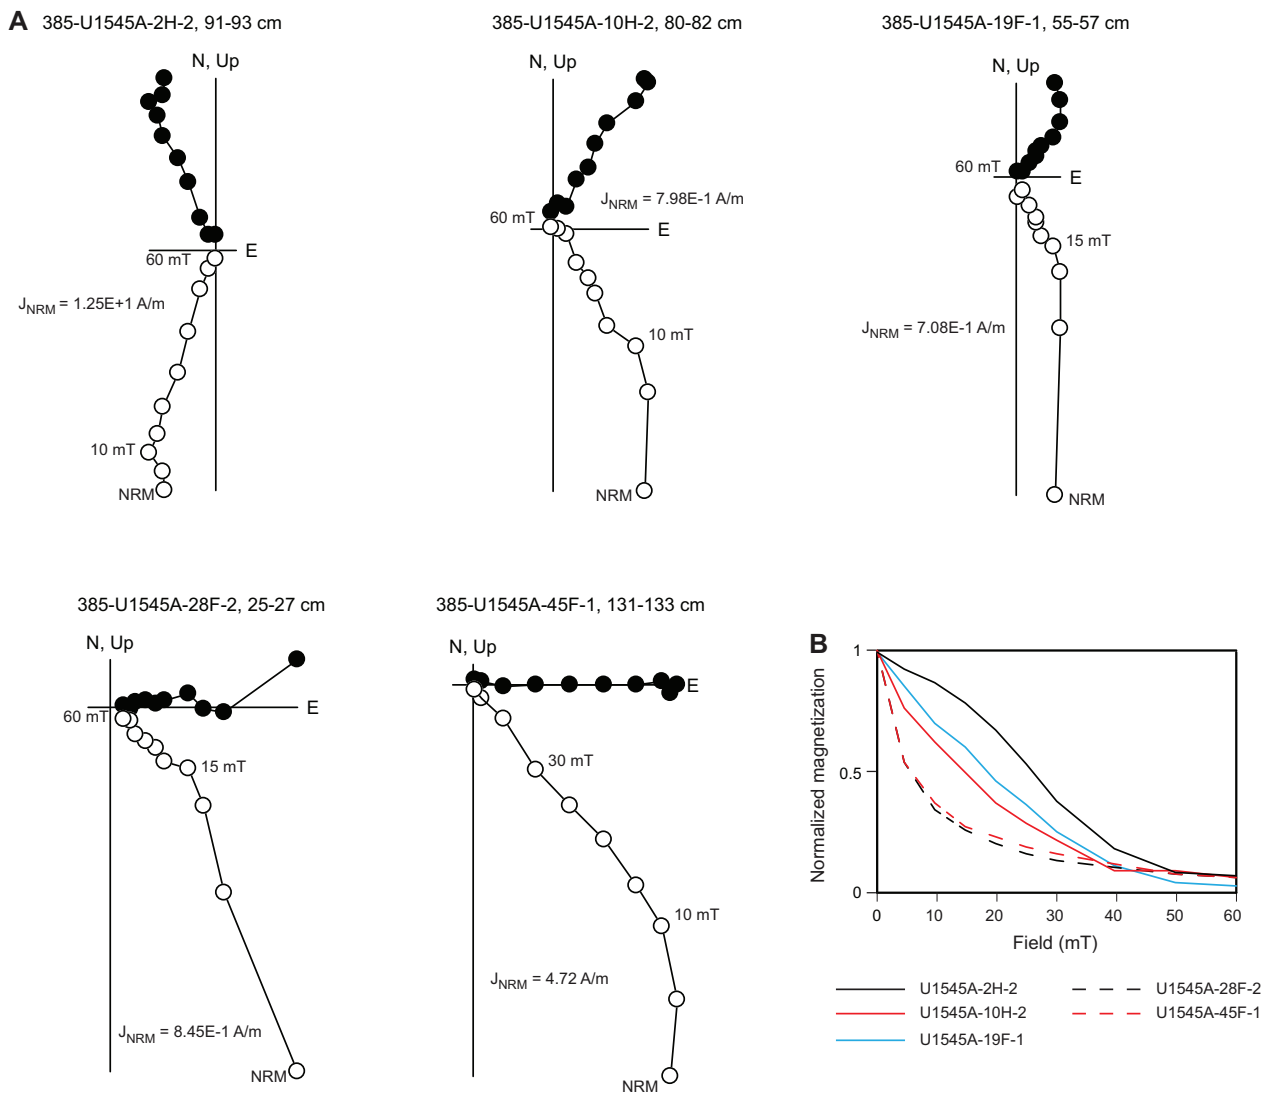 A
385-U1545A-2H-2, 91-93 cm
N, Up
E
60 mT
JNRM = 1.25E+1 A/m
10 mT
NRM
385-U1545A-10H-2, 80-82 cm
N, Up
JNRM = 7.98E-1 A/m
60 mT
E
10 mT
NRM
385-U1545A-19F-1, 55-57 cm
N, Up
60 mT
E
15 mT
JNRM = 7.08E-1 A/m
NRM
385-U1545A-28F-2, 25-27 cm
N, Up
E
60 mT
15 mT
JNRM = 8.45E-1 A/m
NRM
385-U1545A-45F-1, 131-133 cm
N, Up
E
30 mT
10 mT
JNRM = 4.72 A/m
NRM
B
Normalized magnetization
1
0.5
0
0 10 20 30 40 50 60
Field (mT)
U1545A-2H-2
U1545A-10H-2
U1545A-19F-1
U1545A-28F-2
U1545A-45F-1